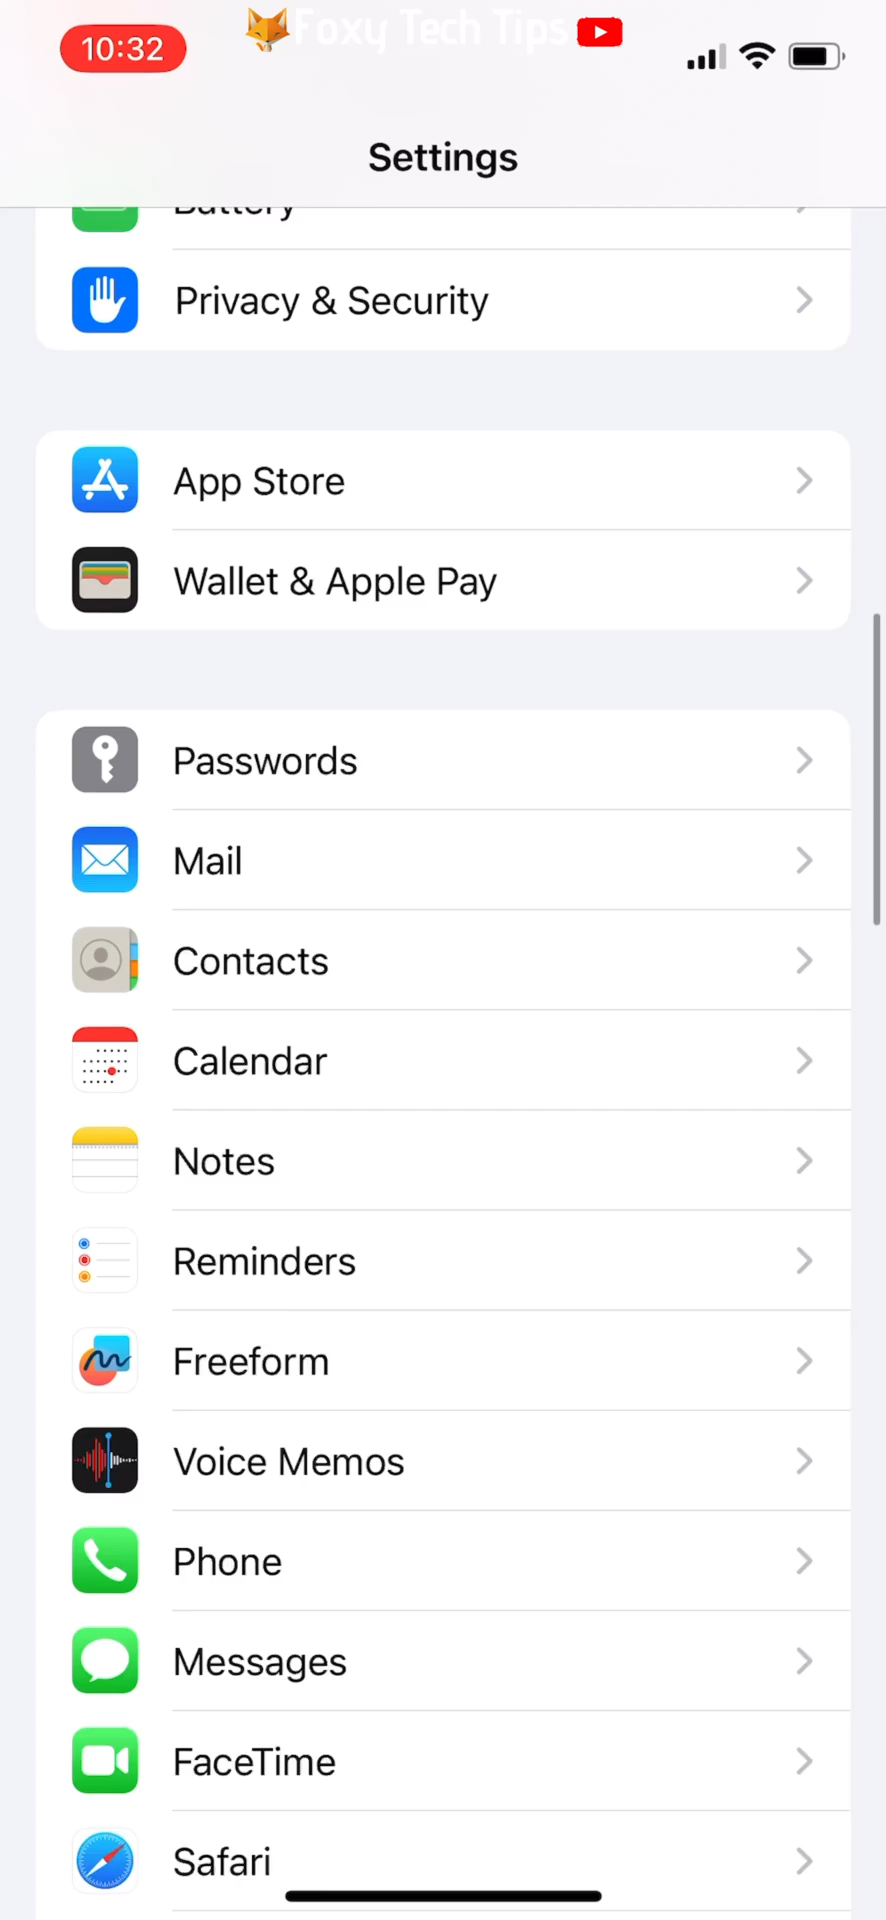 10:32
Foxy Tech Tips
Settings
Battery
Privacy & Security
App Store
Wallet & Apple Pay
Passwords
Mail
Contacts
Calendar
Notes
Reminders
Freeform
Voice Memos
Phone
Messages
FaceTime
Safari